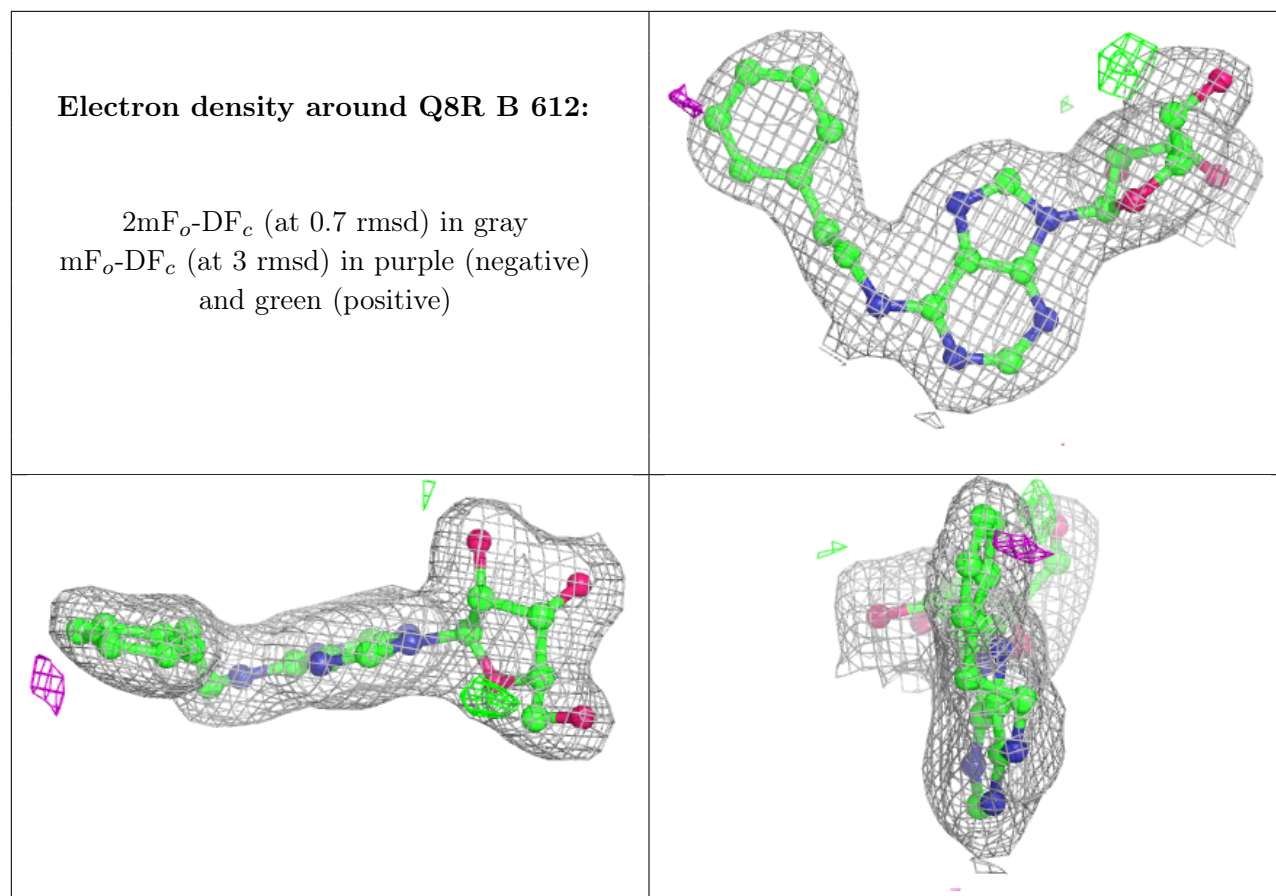 Electron density around Q8R B 612:
2mFₒ-DF𝒸 (at 0.7 rmsd) in gray
mFₒ-DF𝒸 (at 3 rmsd) in purple (negative)
and green (positive)